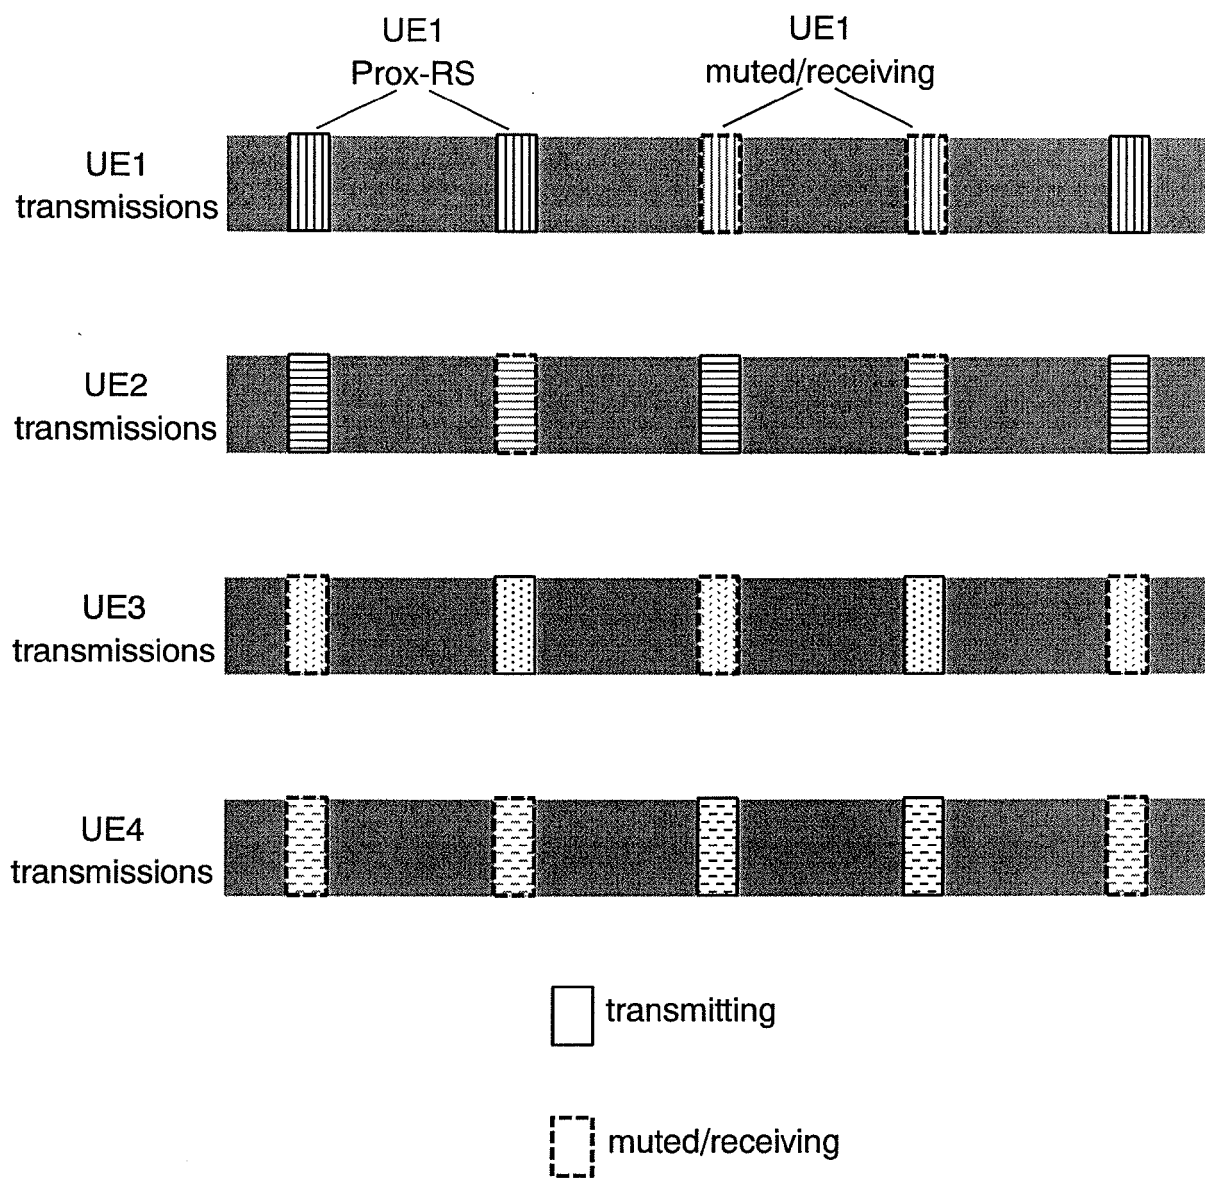 UE1
Prox-RS
UE1
muted/receiving
UE1
transmissions
UE2
transmissions
UE3
transmissions
UE4
transmissions
transmitting
muted/receiving